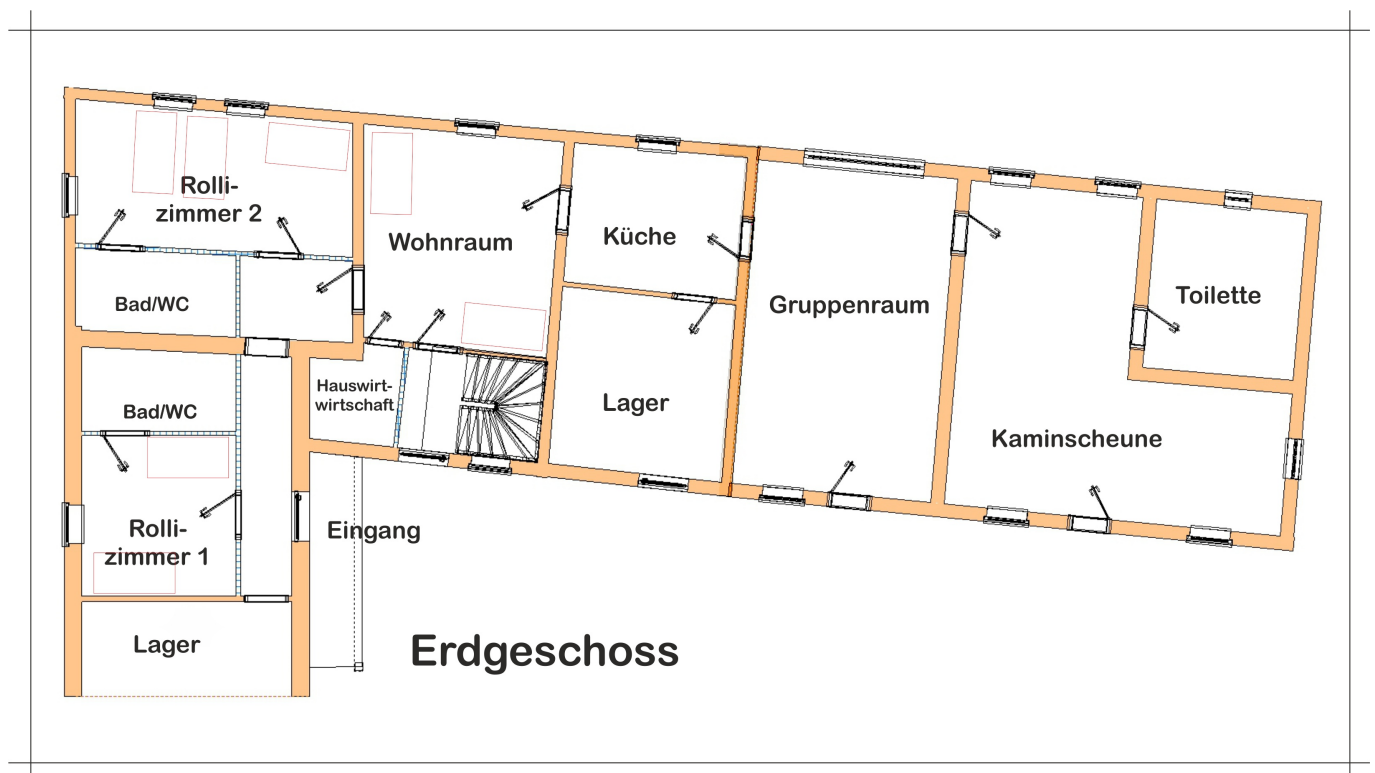 Rolli-
zimmer 2
Wohnraum
Küche
Bad/WC
Gruppenraum
Toilette
Hauswirt-
wirtschaft
Bad/WC
Lager
Kaminscheune
Rolli-
zimmer 1
Eingang
Lager
Erdgeschoss